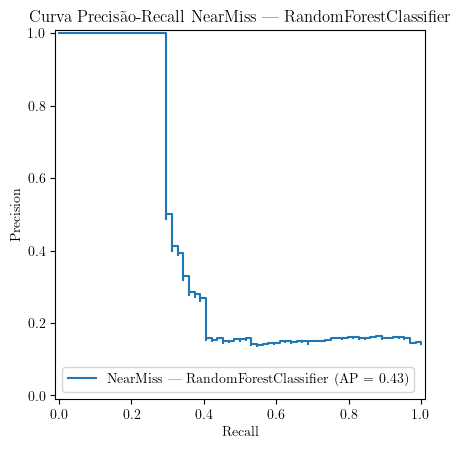 Curva Precisão-Recall NearMiss — RandomForestClassifier
1.0
0.8
0.6
0.4
0.2
0.0
Precision
NearMiss — RandomForestClassifier (AP = 0.43)
0.0 0.2 0.4 0.6 0.8 1.0
Recall